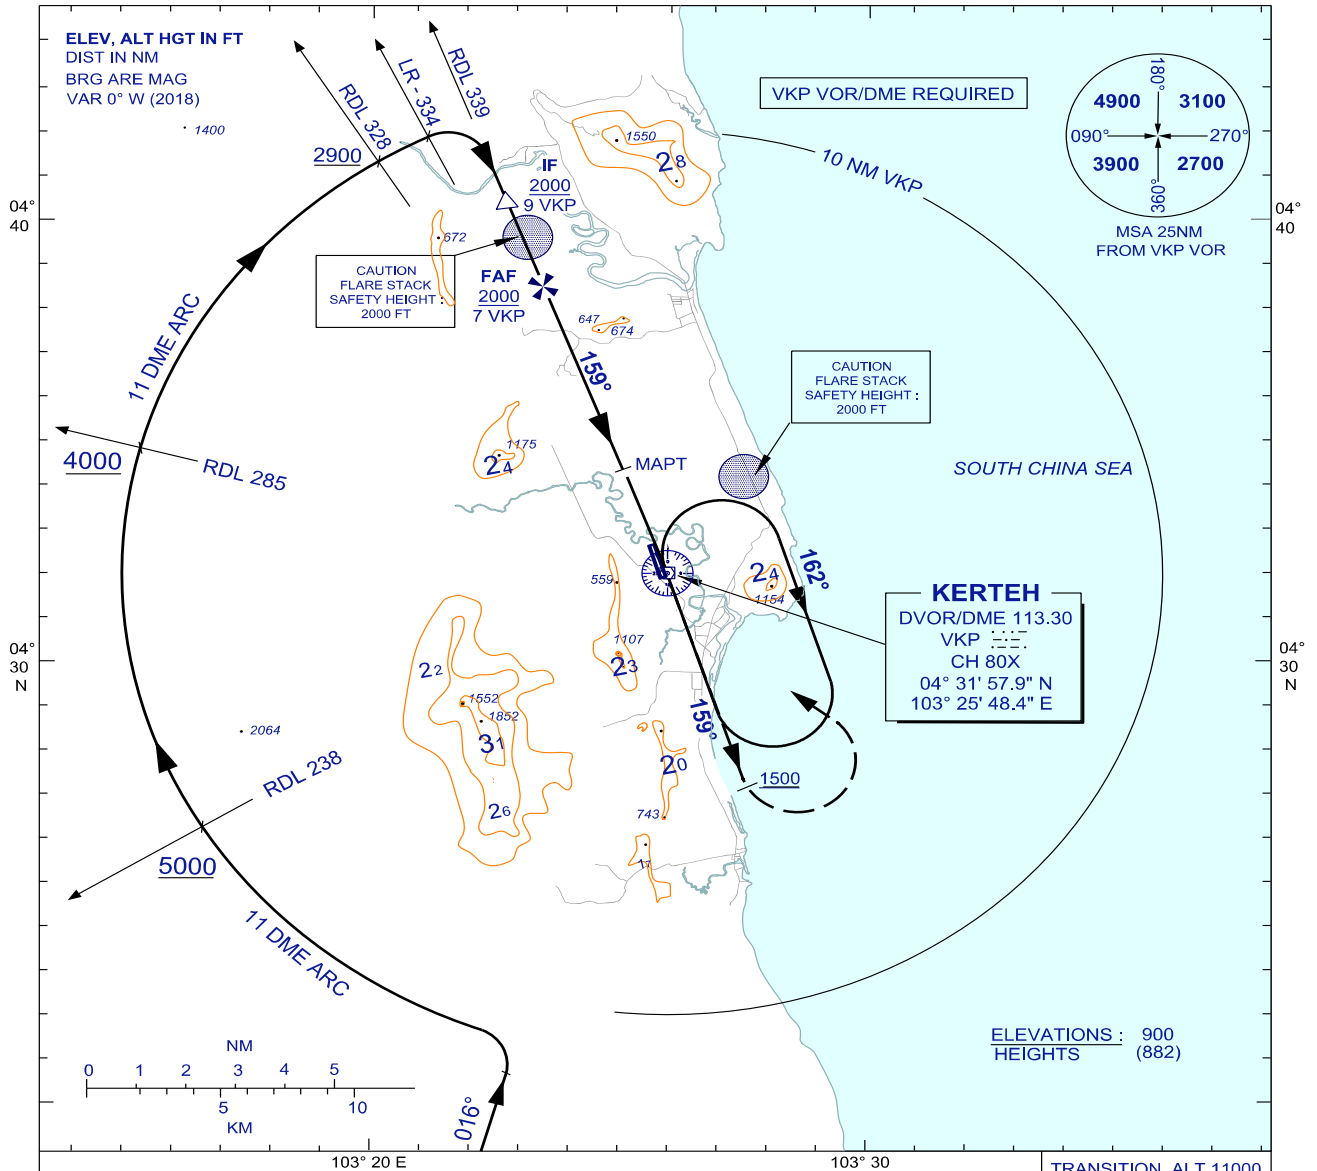 ELEV, ALT HGT IN FT
DIST IN NM
BRG ARE MAG
VAR 0° W (2018)
1400
RDL 328
LR - 334
RDL 339
2900
IF
2000
9 VKP
1550
28
VKP VOR/DME REQUIRED
10 NM VKP
180°
4900
3100
090°
270°
3900
2700
360°
MSA 25NM
FROM VKP VOR
04°
40
04°
40
672
CAUTION
FLARE STACK
SAFETY HEIGHT :
2000 FT
FAF
2000
7 VKP
647
674
11 DME ARC
159°
CAUTION
FLARE STACK
SAFETY HEIGHT :
2000 FT
4000
RDL 285
1175
24
MAPT
SOUTH CHINA SEA
162°
24
1154
559
1107
23
KERTEH
DVOR/DME 113.30
VKP
CH 80X
04° 31' 57.9" N
103° 25' 48.4" E
04°
30
N
04°
30
N
22
1552
1852
31
26
2064
RDL 238
159°
20
1500
743
17
5000
11 DME ARC
ELEVATIONS : 900
HEIGHTS (882)
NM
0 1 2 3 4 5
5 10
KM
016°
103° 20 E
103° 30
TRANSITION ALT 11000